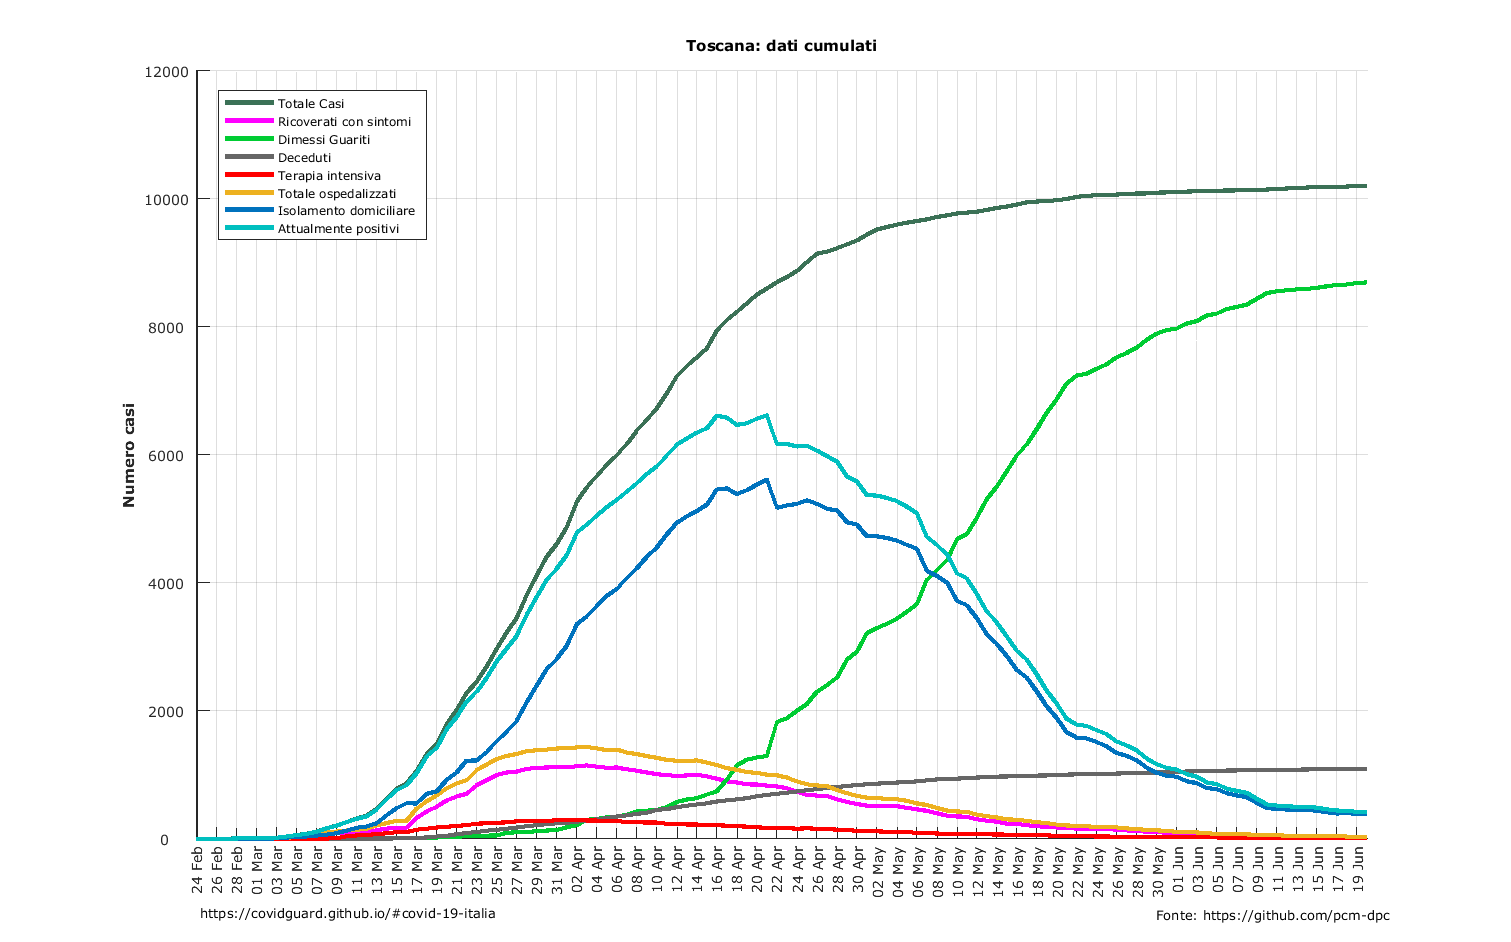 Toscana: dati cumulati
12000
10000
8000
6000
4000
2000
0
Numero casi
Totale Casi
Ricoverati con sintomi
Dimessi Guariti
Deceduti
Terapia intensiva
Totale ospedalizzati
Isolamento domiciliare
Attualmente positivi
24 Feb
26 Feb
28 Feb
01 Mar
03 Mar
05 Mar
07 Mar
09 Mar
11 Mar
13 Mar
15 Mar
17 Mar
19 Mar
21 Mar
23 Mar
25 Mar
27 Mar
29 Mar
31 Mar
02 Apr
04 Apr
06 Apr
08 Apr
10 Apr
12 Apr
14 Apr
16 Apr
18 Apr
20 Apr
22 Apr
24 Apr
26 Apr
28 Apr
30 Apr
02 May
04 May
06 May
08 May
10 May
12 May
14 May
16 May
18 May
20 May
22 May
24 May
26 May
28 May
30 May
01 Jun
03 Jun
05 Jun
07 Jun
09 Jun
11 Jun
13 Jun
15 Jun
17 Jun
19 Jun
https://covidguard.github.io/#covid-19-italia
Fonte: https://github.com/pcm-dpc